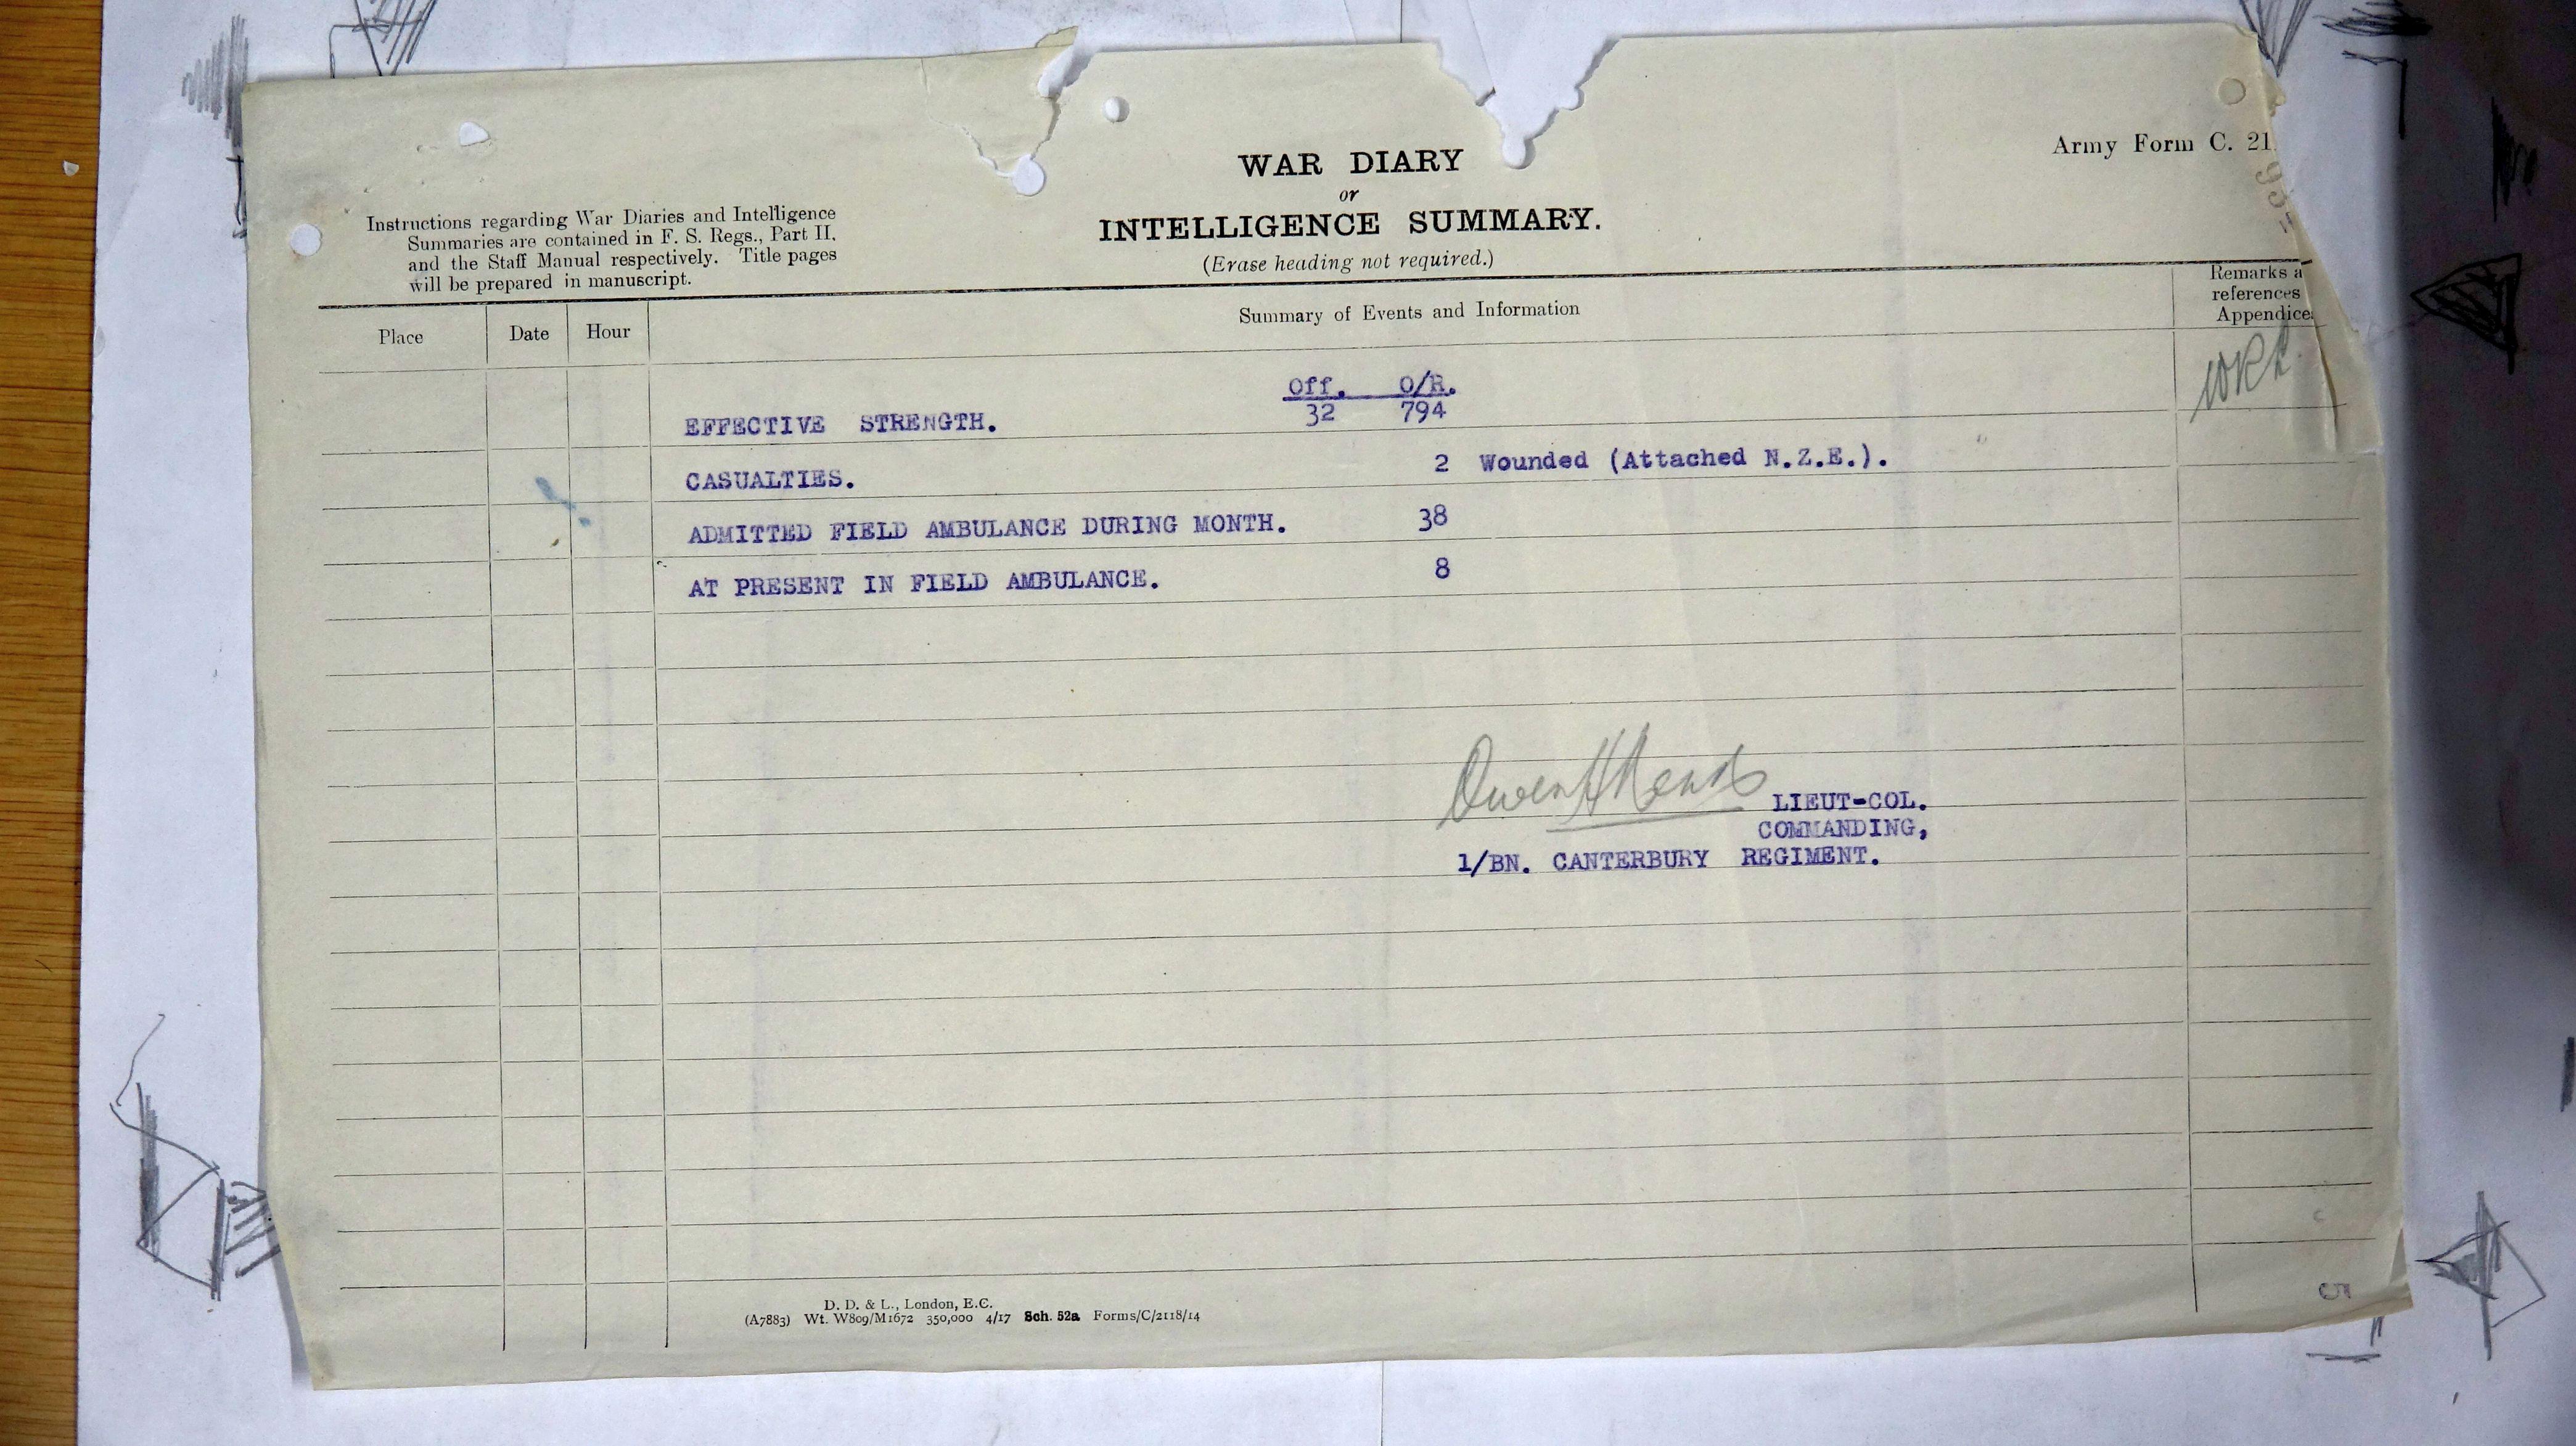 WAR DIARY
or
INTELLIGENCE SUMMARY.
(Erase heading not required.)
Army Form C. 21
Instructions regarding War Diaries and Intelligence
Summaries are contained in F. S. Regs., Part II.
and the Staff Manual respectively. Title pages
will be prepared in manuscript.
Place Date Hour Summary of Events and Information
Remarks a
references
Appendice
Off. O/R.
EFFECTIVE STRENGTH. 32 794
CASUALTIES. 2 Wounded (Attached N.Z.E.).
ADMITTED FIELD AMBULANCE DURING MONTH. 38
AT PRESENT IN FIELD AMBULANCE. 8
Owen H Mead LIEUT-COL.
COMMANDING,
1/BN. CANTERBURY REGIMENT.
5
D. D. & L., London, E.C.
(A7883) Wt. W809/M1672 350,000 4/17 Sch. 52a Forms/C/2118/14